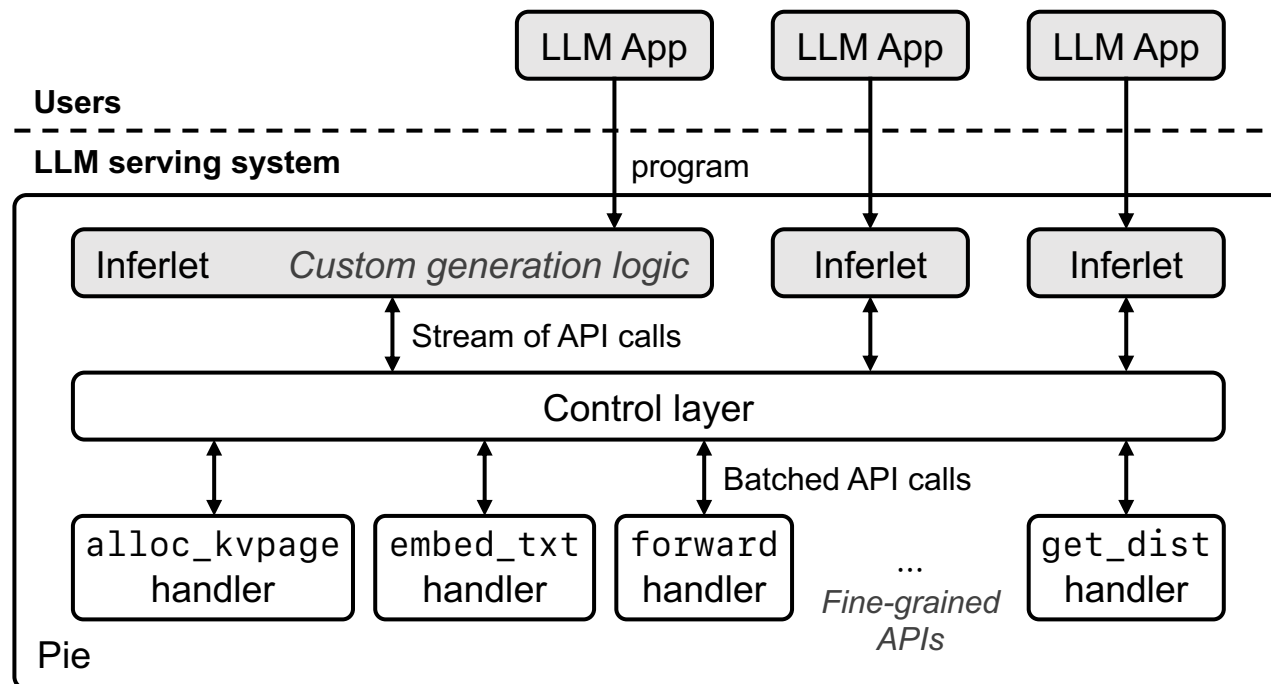 LLM App
LLM App
LLM App
Users
LLM serving system
program
Inferlet Custom generation logic
Inferlet
Inferlet
Stream of API calls
Control layer
Batched API calls
alloc_kvpage
handler
embed_txt
handler
forward
handler
...
Fine-grained
APIs
get_dist
handler
Pie